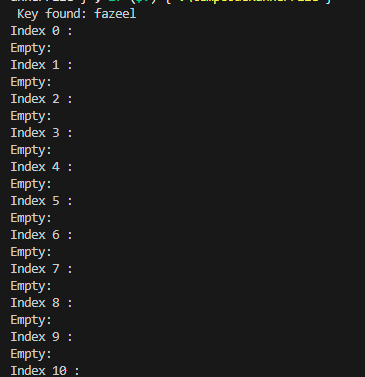 Key found: fazeel
Index 0 :
Empty:
Index 1 :
Empty:
Index 2 :
Empty:
Index 3 :
Empty:
Index 4 :
Empty:
Index 5 :
Empty:
Index 6 :
Empty:
Index 7 :
Empty:
Index 8 :
Empty:
Index 9 :
Empty:
Index 10 :